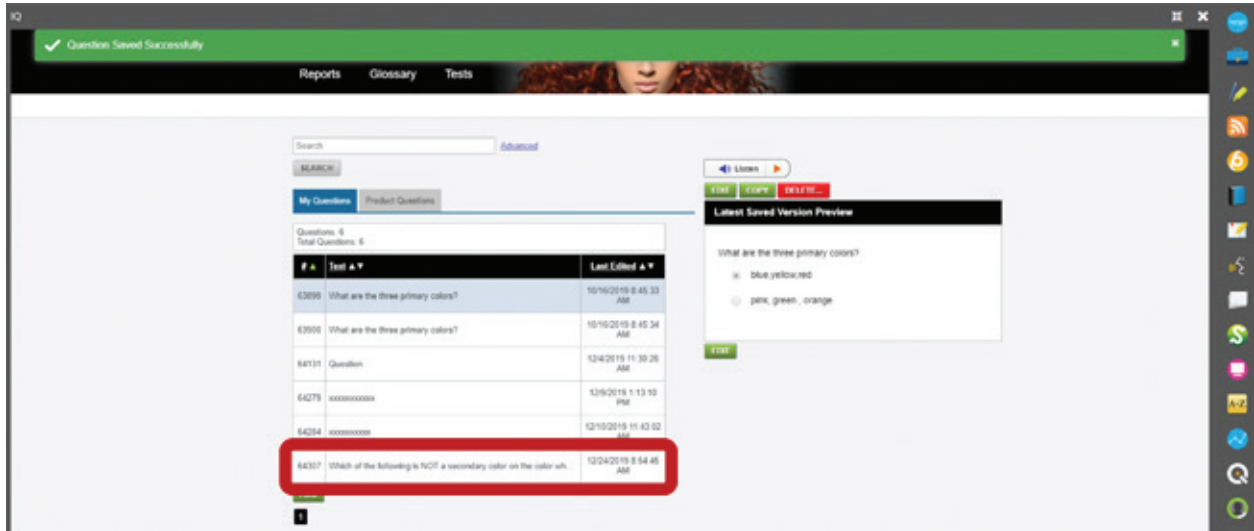 IQ
Question Saved Successfully
Reports Glossary Tests
Search Advanced
SEARCH
My Questions Product Questions
Questions: 6
Total Questions: 6
# Text Last Edited
63899 What are the three primary colors? 10/16/2019 8:45:33 AM
63900 What are the three primary colors? 10/16/2019 8:45:34 AM
64131 Question 12/4/2019 11:30:26 AM
64279 xxxxxxxxxxx 12/9/2019 1:13:10 PM
64284 xxxxxxxxxx 12/10/2019 11:43:02 AM
64307 Which of the following is NOT a secondary color on the color wh... 12/24/2019 8:54:46 AM
1
Listen
EDIT COPY DELETE...
Latest Saved Version Preview
What are the three primary colors?
blue,yellow,red
pink, green , orange
EDIT
A-Z